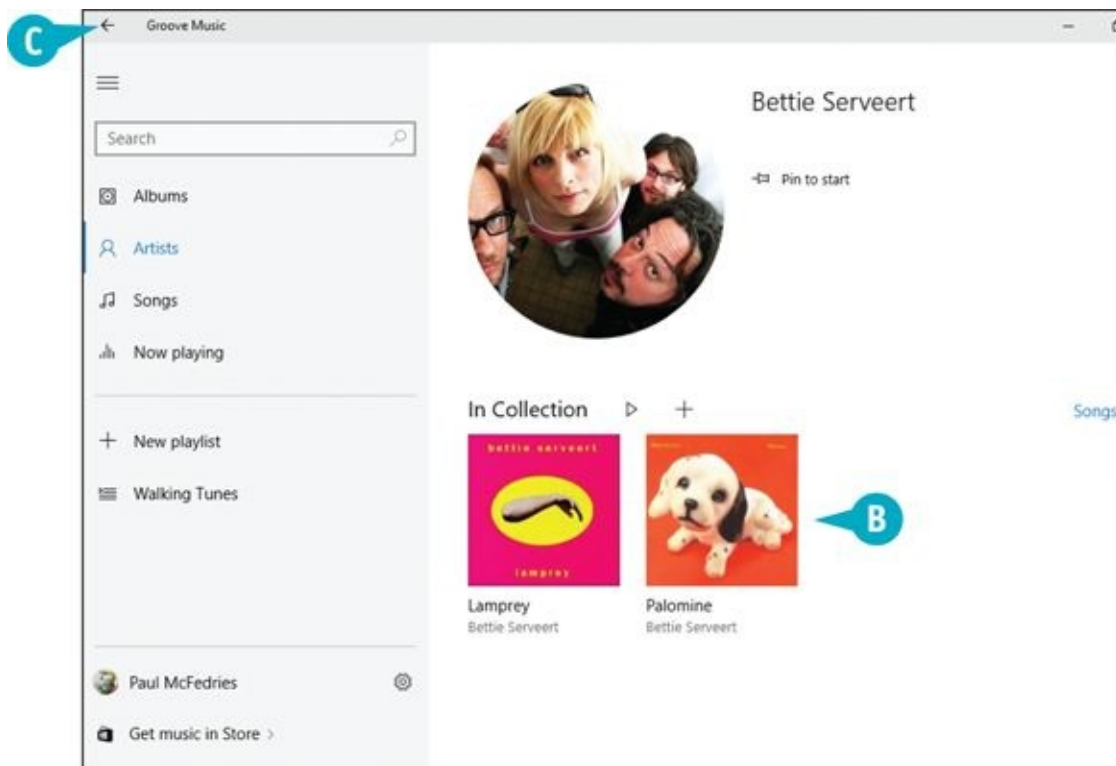 C
Groove Music
Search
Albums
Artists
Songs
Now playing
New playlist
Walking Tunes
Paul McFedries
Get music in Store >
Bettie Serveert
Pin to start
In Collection
Songs
bettie serveert
lamprey
B
Lamprey
Bettie Serveert
Palomine
Bettie Serveert